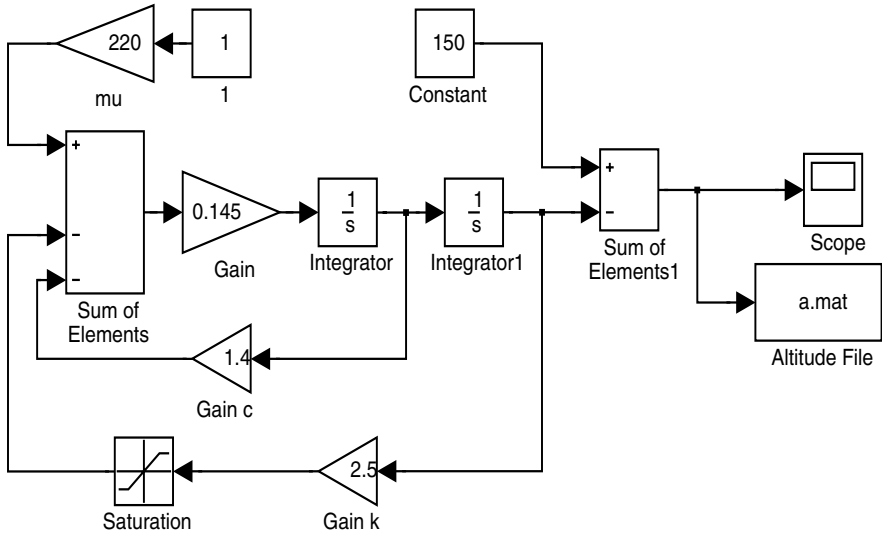 220
mu
1
1
150
Constant
+
−
−
Sum of
Elements
0.145
Gain
1
s
Integrator
1
s
Integrator1
+
−
Sum of
Elements1
Scope
a.mat
Altitude File
1.4
Gain c
Saturation
2.5
Gain k